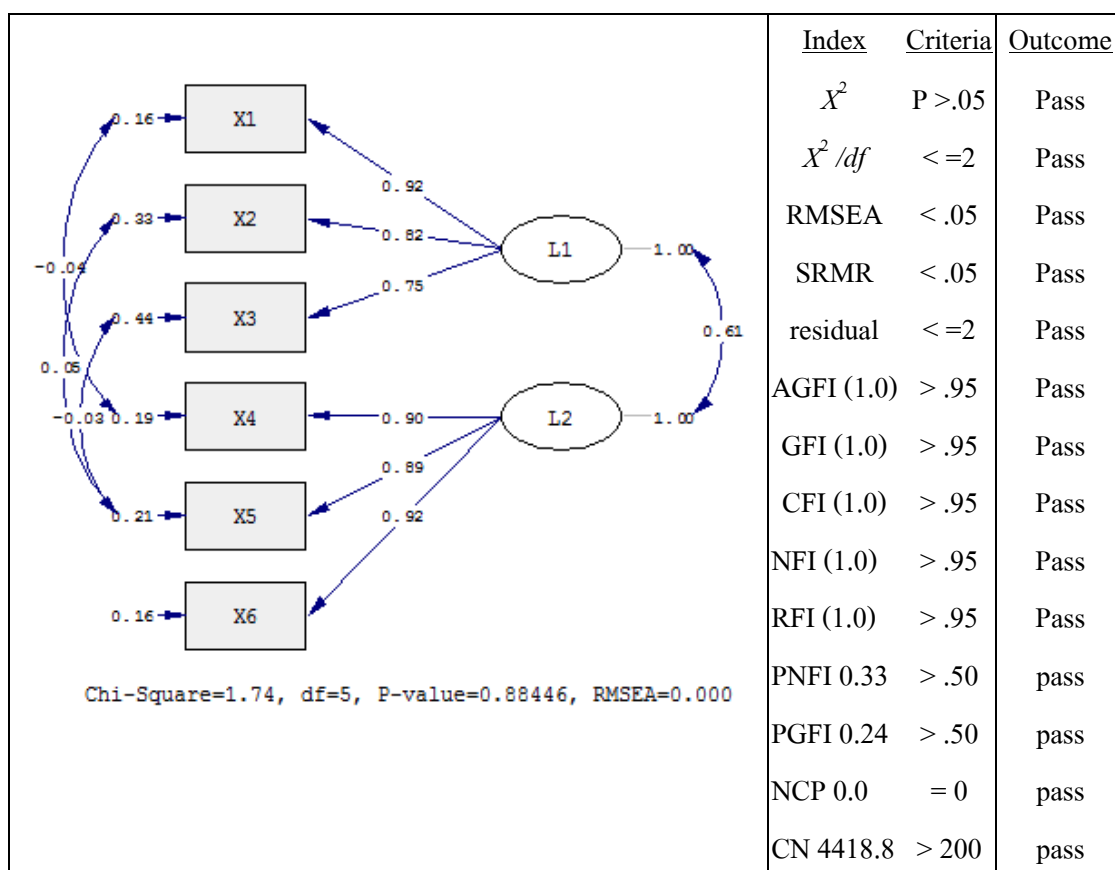 Index Criteria Outcome
X² P >.05 Pass
X² /df < =2 Pass
RMSEA < .05 Pass
SRMR < .05 Pass
residual < =2 Pass
AGFI (1.0) > .95 Pass
GFI (1.0) > .95 Pass
CFI (1.0) > .95 Pass
NFI (1.0) > .95 Pass
RFI (1.0) > .95 Pass
PNFI 0.33 > .50 pass
PGFI 0.24 > .50 pass
NCP 0.0 = 0 pass
CN 4418.8 > 200 pass
0.16 X1
0.92
0.33 X2
0.82
L1 1.00
-0.04
0.75
0.44 X3
0.61
0.05
-0.03 0.19 X4 0.90 L2 1.00
0.89
0.21 X5 0.92
0.16 X6
Chi-Square=1.74, df=5, P-value=0.88446, RMSEA=0.000